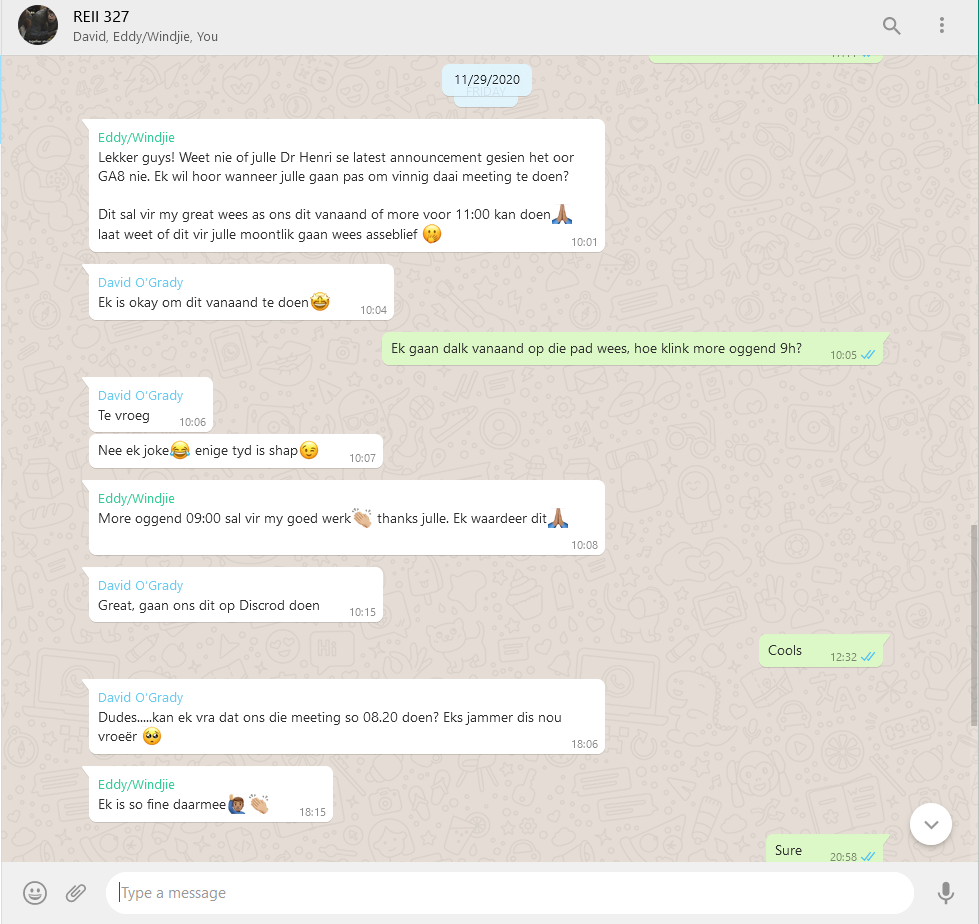 REII 327
David, Eddy/Windjie, You
11/29/2020
FRIDAY
Eddy/Windjie
Lekker guys! Weet nie of julle Dr Henri se latest announcement gesien het oor
GA8 nie. Ek wil hoor wanneer julle gaan pas om vinnig daai meeting te doen?
Dit sal vir my great wees as ons dit vanaand of more voor 11:00 kan doen🙏🏽
laat weet of dit vir julle moontlik gaan wees asseblief 🤫
10:01
David O'Grady
Ek is okay om dit vanaand te doen🤩
10:04
Ek gaan dalk vanaand op die pad wees, hoe klink more oggend 9h?
10:05
David O'Grady
Te vroeg
10:06
Nee ek joke😂 enige tyd is shap😉
10:07
Eddy/Windjie
More oggend 09:00 sal vir my goed werk👏🏼 thanks julle. Ek waardeer dit🙏🏽
10:08
David O'Grady
Great, gaan ons dit op Discrod doen
10:15
Cools
12:32
David O'Grady
Dudes.....kan ek vra dat ons die meeting so 08.20 doen? Eks jammer dis nou
vroeër 🥺
18:06
Eddy/Windjie
Ek is so fine daarmee🙋🏽‍♂️👏🏼
18:15
Sure
20:58
Type a message